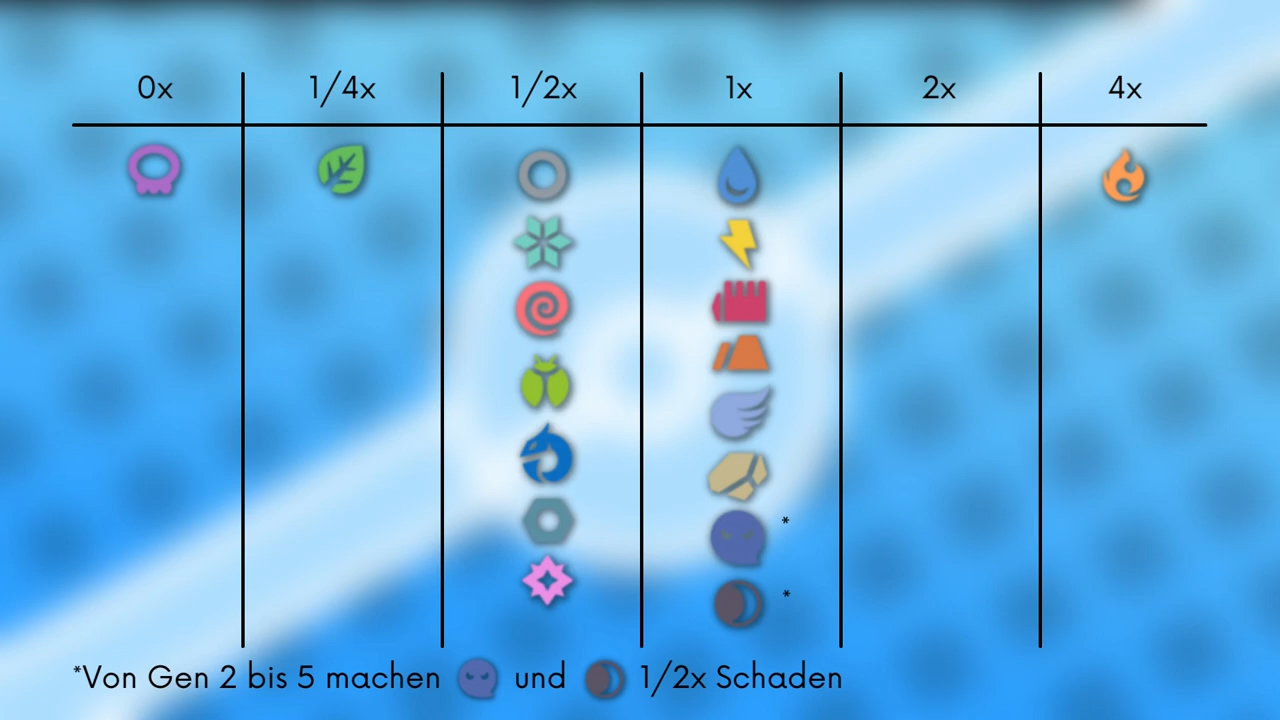 0x 1/4x 1/2x 1x 2x 4x
*
*
*Von Gen 2 bis 5 machen und 1/2x Schaden